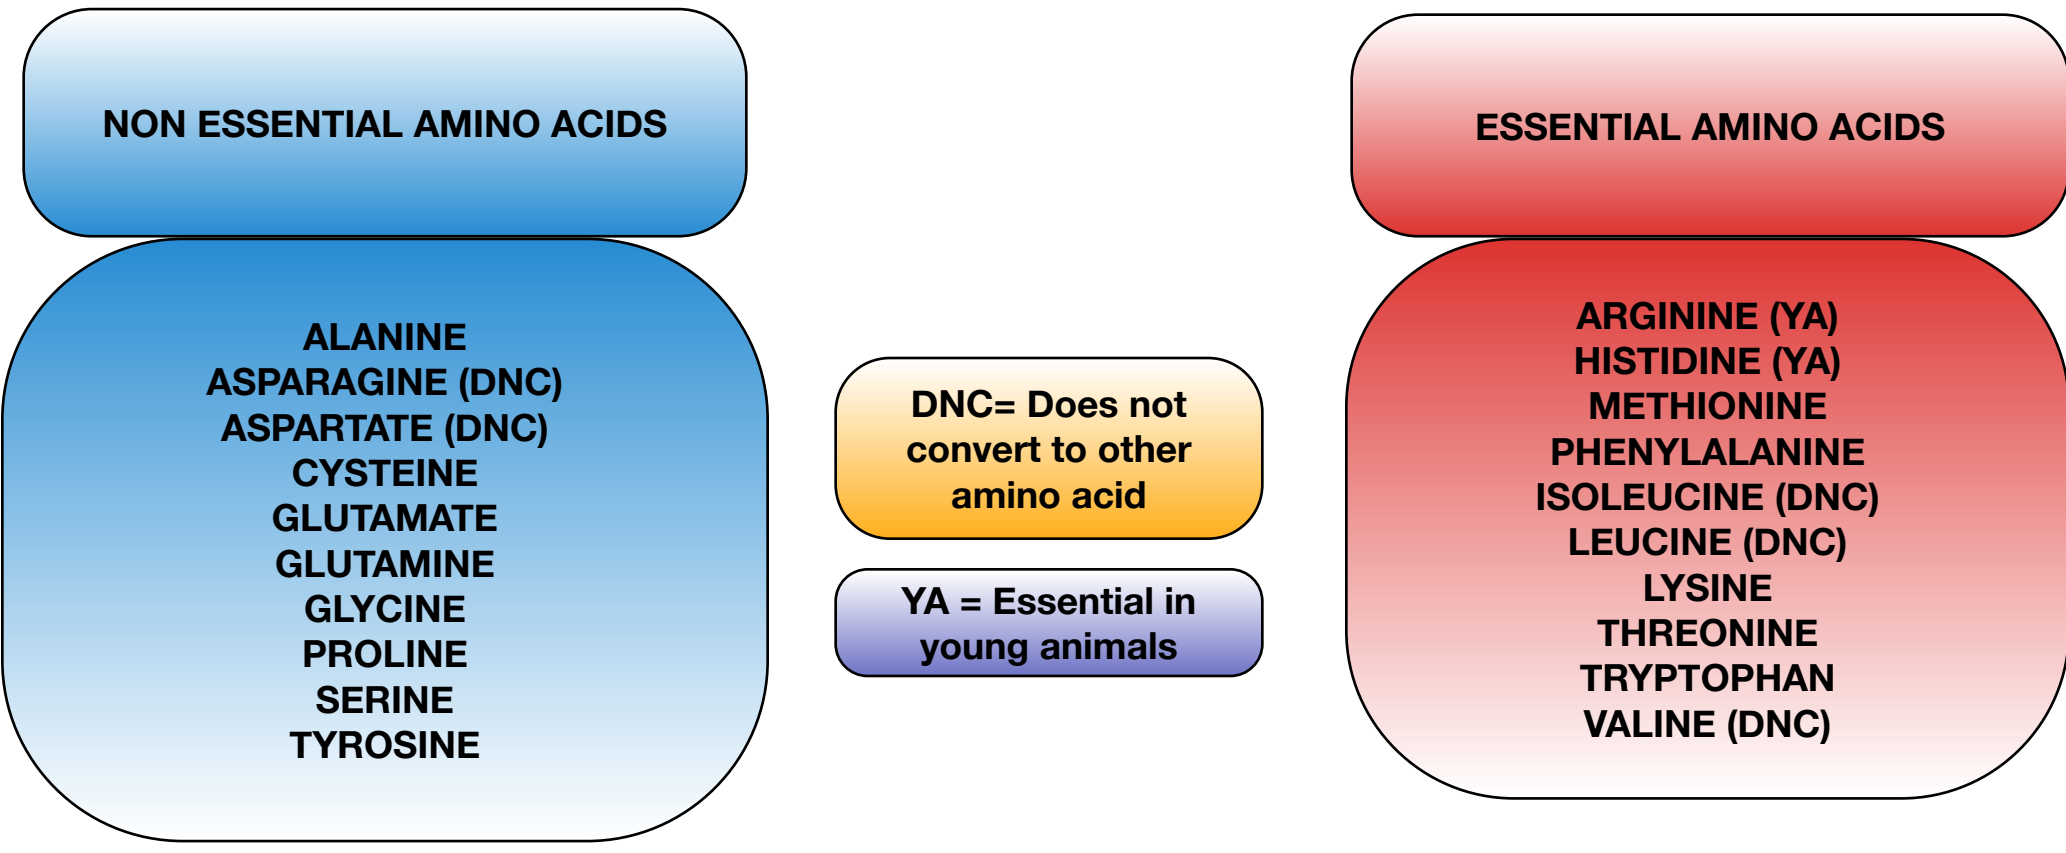 NON ESSENTIAL AMINO ACIDS
ALANINE
ASPARAGINE (DNC)
ASPARTATE (DNC)
CYSTEINE
GLUTAMATE
GLUTAMINE
GLYCINE
PROLINE
SERINE
TYROSINE
DNC= Does not
convert to other
amino acid
YA = Essential in
young animals
ESSENTIAL AMINO ACIDS
ARGININE (YA)
HISTIDINE (YA)
METHIONINE
PHENYLALANINE
ISOLEUCINE (DNC)
LEUCINE (DNC)
LYSINE
THREONINE
TRYPTOPHAN
VALINE (DNC)